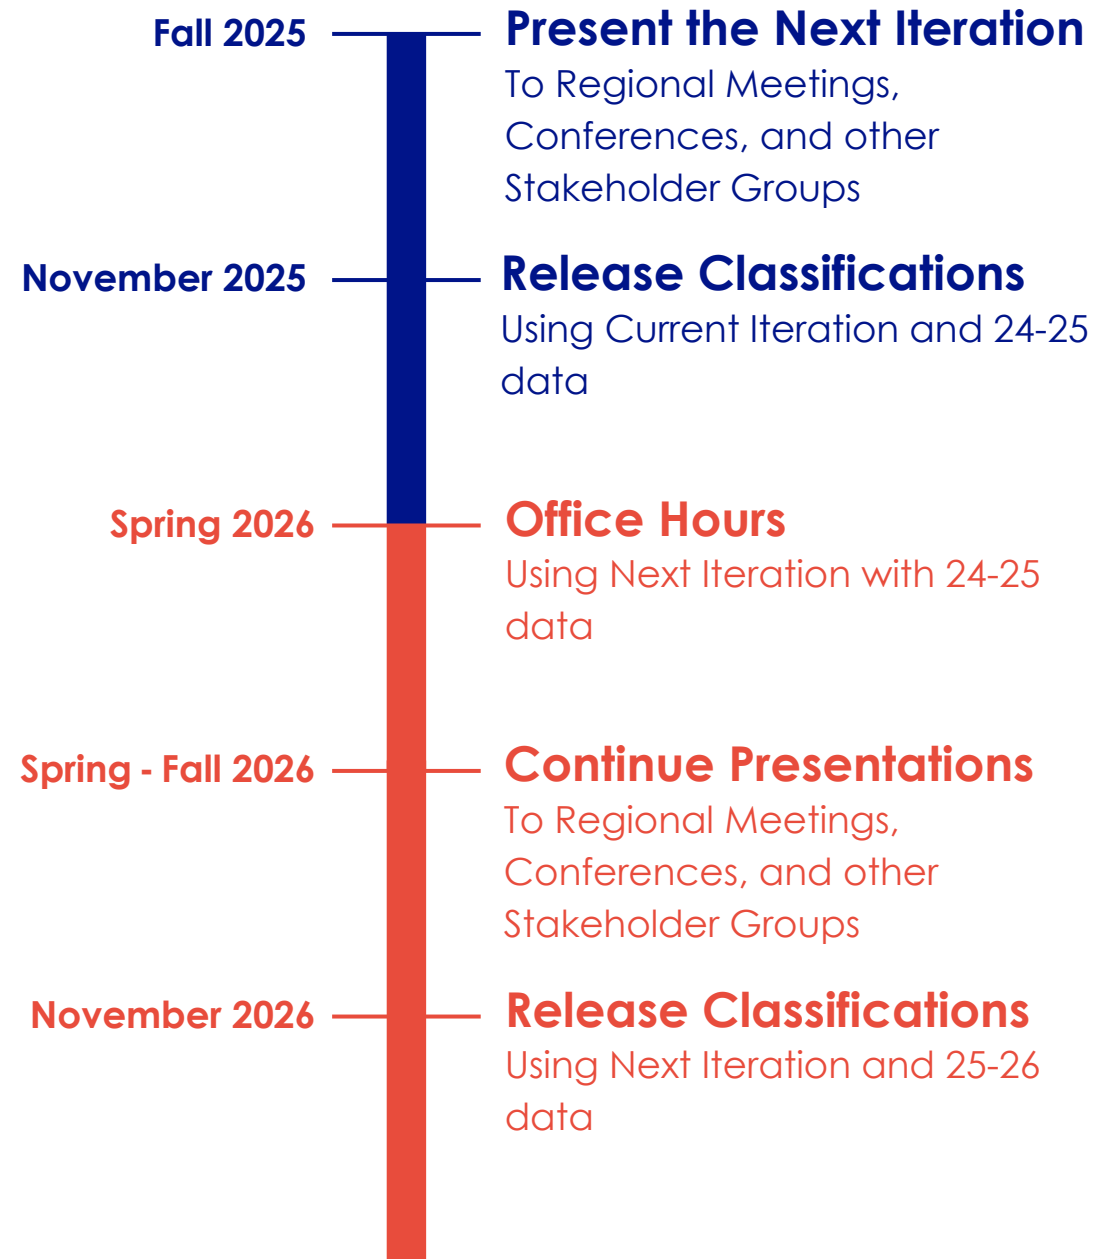 Fall 2025
Present the Next Iteration
To Regional Meetings,
Conferences, and other
Stakeholder Groups
November 2025
Release Classifications
Using Current Iteration and 24-25
data
Spring 2026
Office Hours
Using Next Iteration with 24-25
data
Spring - Fall 2026
Continue Presentations
To Regional Meetings,
Conferences, and other
Stakeholder Groups
November 2026
Release Classifications
Using Next Iteration and 25-26
data